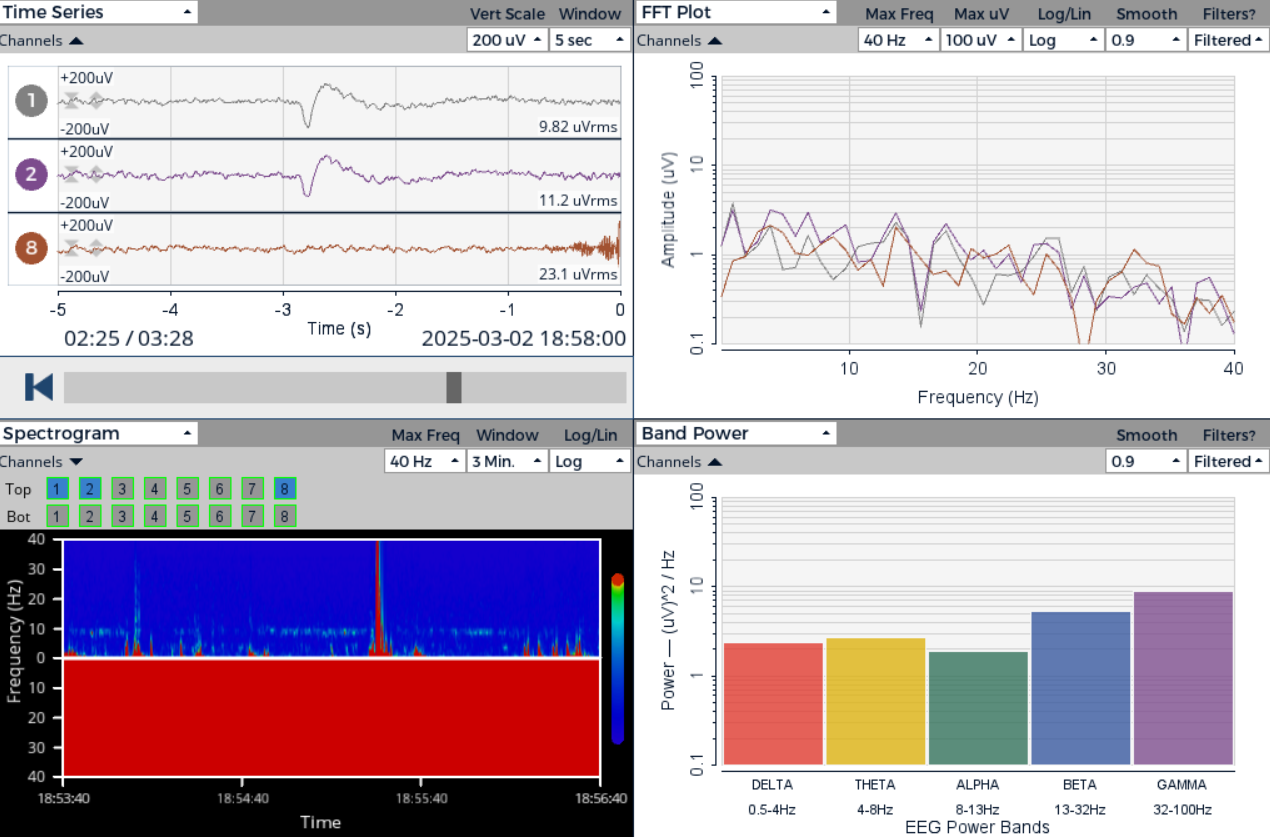 Time Series
Vert Scale Window
Channels
200 uV 5 sec
+200uV
1
-200uV
9.82 uVrms
+200uV
2
-200uV
11.2 uVrms
+200uV
8
-200uV
23.1 uVrms
-5 -4 -3 -2 -1 0
Time (s)
02:25 / 03:28
2025-03-02 18:58:00
FFT Plot
Max Freq Max uV Log/Lin Smooth Filters?
Channels
40 Hz 100 uV Log 0.9 Filtered
100
10
1
0.1
Amplitude (uV)
10 20 30 40
Frequency (Hz)
Spectrogram
Max Freq Window Log/Lin
Channels
40 Hz 3 Min. Log
Top 1 2 3 4 5 6 7 8
Bot 1 2 3 4 5 6 7 8
40
30
20
10
0
10
20
30
40
Frequency (Hz)
18:53:40 18:54:40 18:55:40 18:56:40
Time
Band Power
Smooth Filters?
Channels
0.9 Filtered
100
10
1
0.1
Power — (uV)^2 / Hz
DELTA THETA ALPHA BETA GAMMA
0.5-4Hz 4-8Hz 8-13Hz 13-32Hz 32-100Hz
EEG Power Bands